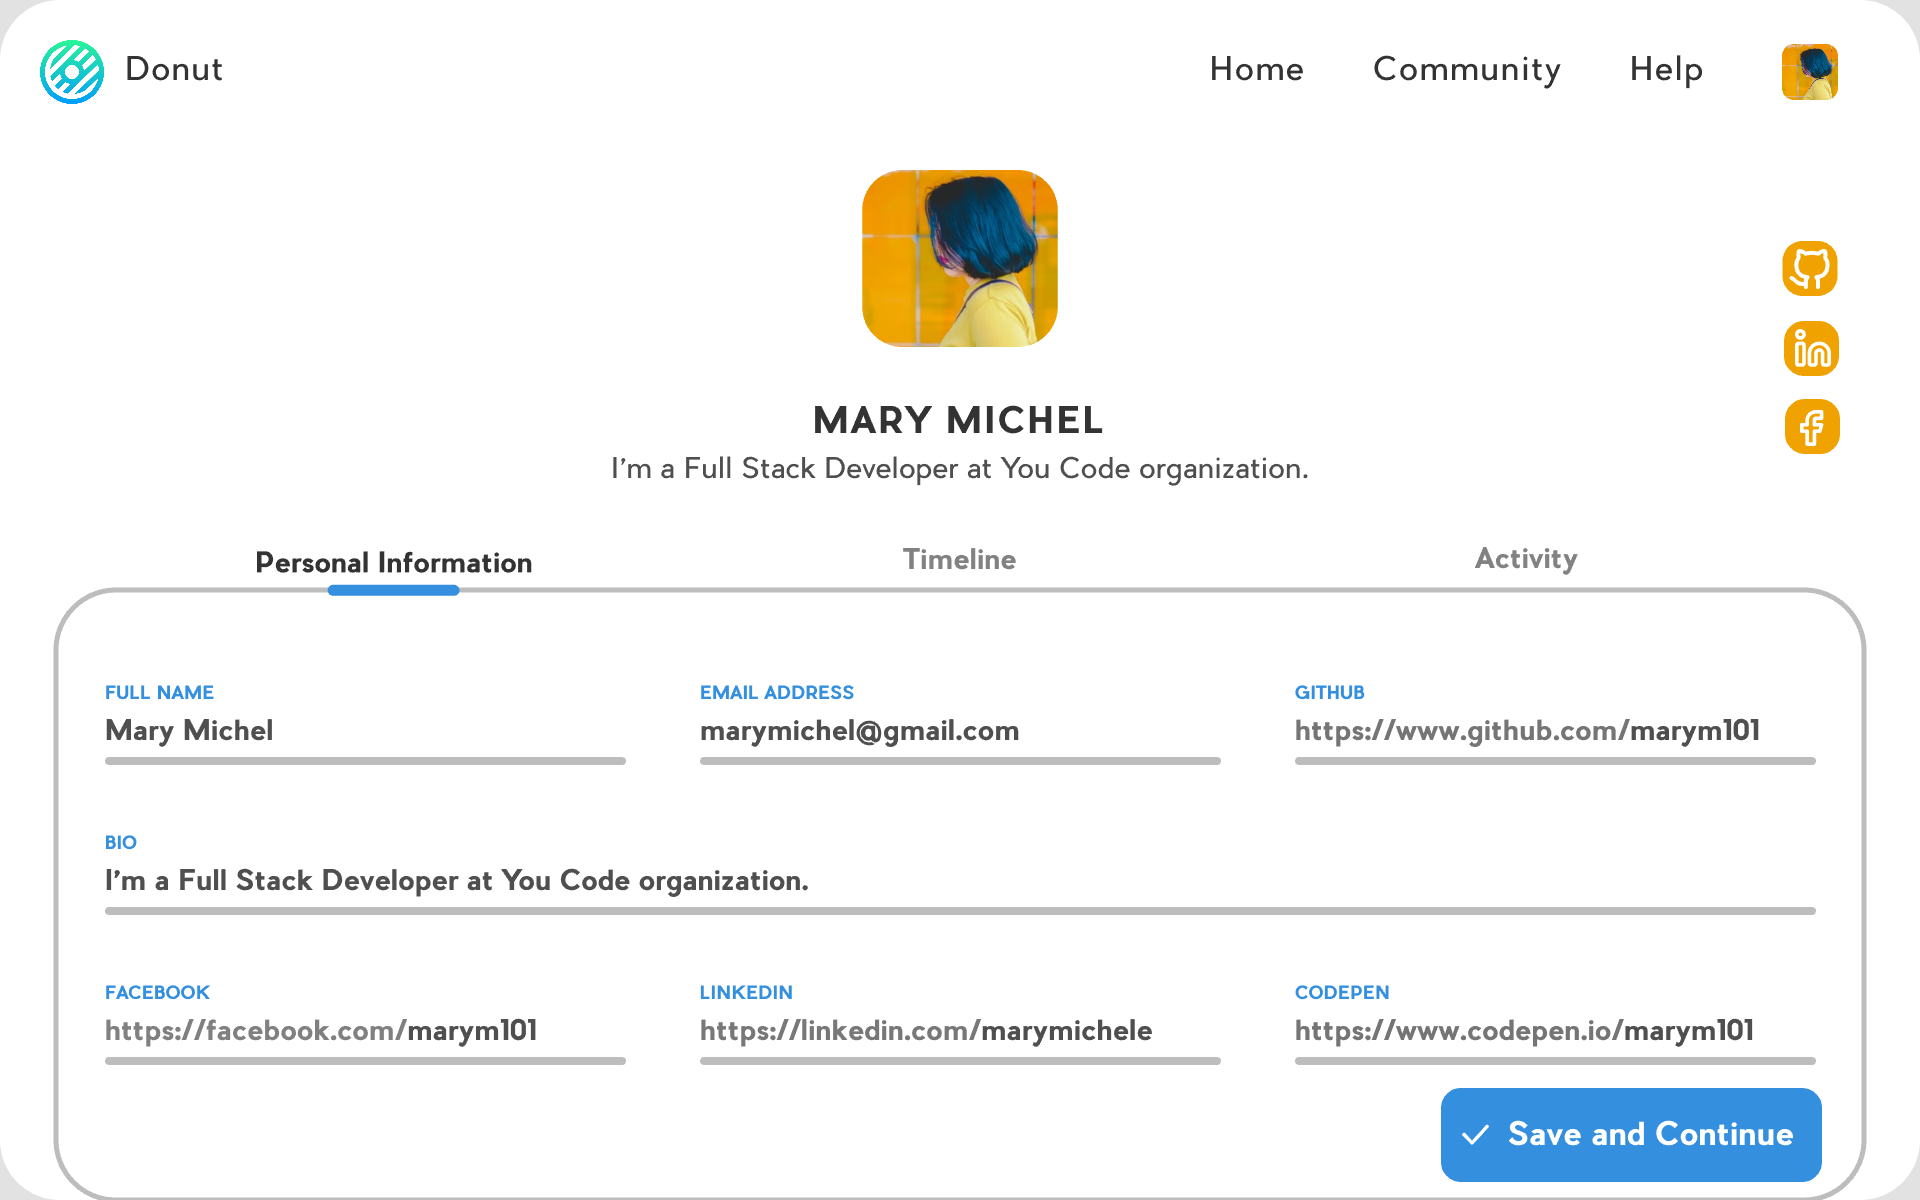 Donut
Home Community Help
MARY MICHEL
I’m a Full Stack Developer at You Code organization.
Personal Information Timeline Activity
FULL NAME EMAIL ADDRESS GITHUB
Mary Michel marymichel@gmail.com https://www.github.com/marym101
BIO
I’m a Full Stack Developer at You Code organization.
FACEBOOK LINKEDIN CODEPEN
https://facebook.com/marym101 https://linkedin.com/marymichele https://www.codepen.io/marym101
Save and Continue